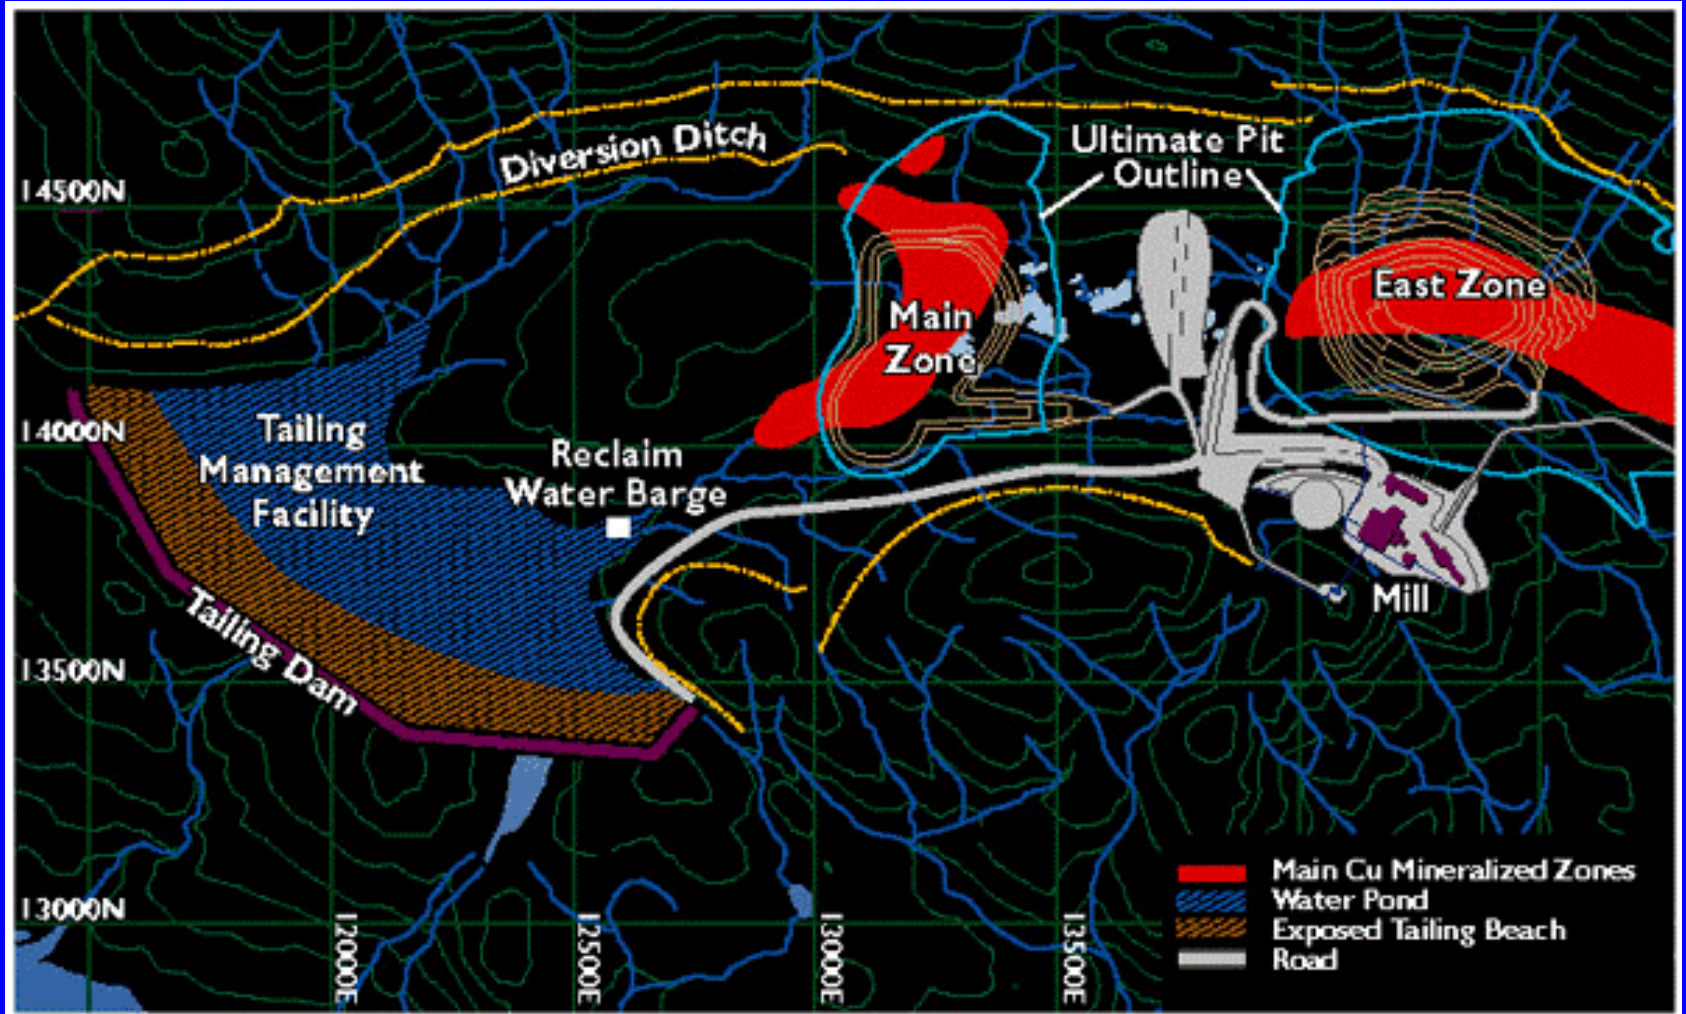 Diversion Ditch
Ultimate Pit
Outline
14500N
East Zone
Main
Zone
14000N
Tailing
Management
Facility
Reclaim
Water Barge
Mill
Tailing Dam
13500N
Main Cu Mineralized Zones
Water Pond
Exposed Tailing Beach
Road
13000N
12000E
12500E
13000E
13500E